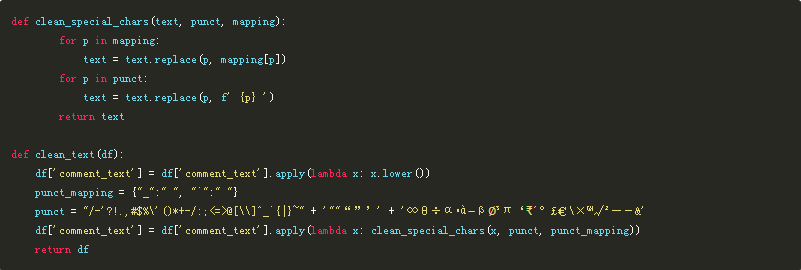 def clean_special_chars(text, punct, mapping):
        for p in mapping:
            text = text.replace(p, mapping[p])
        for p in punct:
            text = text.replace(p, f' {p} ')
        return text

def clean_text(df):
    df['comment_text'] = df['comment_text'].apply(lambda x: x.lower())
    punct_mapping = {"_":" ", "`":" "}
    punct = "/-'?!.,#$%\'()*+-/:;<=>@[\\]^_`{|}~" + '""“”’' + '∞θ÷α•à−β∅³π‘₹´°£€\×™√²—–&'
    df['comment_text'] = df['comment_text'].apply(lambda x: clean_special_chars(x, punct, punct_mapping))
    return df